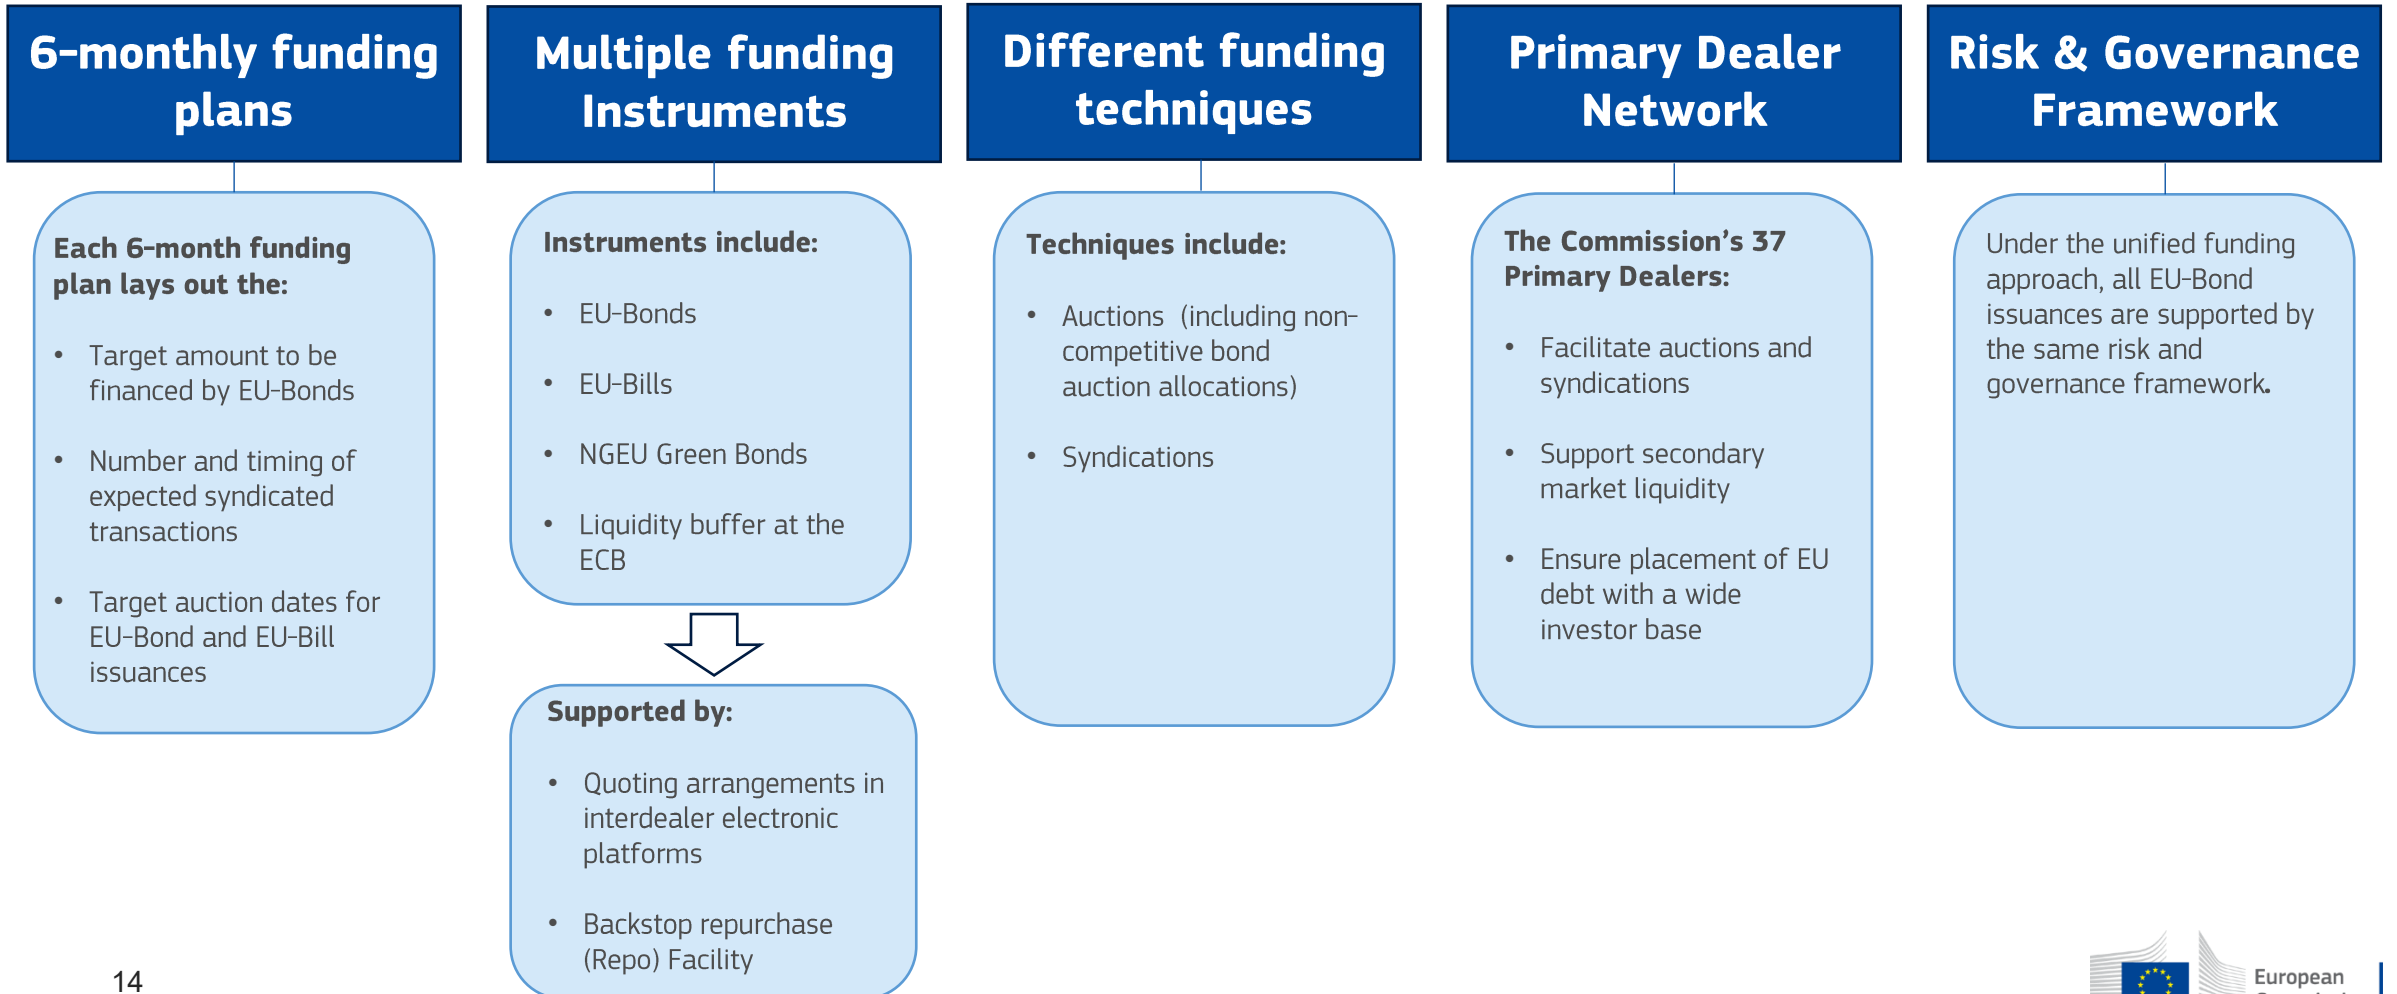 6-monthly funding
plans
Each 6-month funding
plan lays out the:
• Target amount to be
financed by EU-Bonds
• Number and timing of
expected syndicated
transactions
• Target auction dates for
EU-Bond and EU-Bill
issuances
Multiple funding
Instruments
Instruments include:
• EU-Bonds
• EU-Bills
• NGEU Green Bonds
• Liquidity buffer at the
ECB
Supported by:
• Quoting arrangements in
interdealer electronic
platforms
• Backstop repurchase
(Repo) Facility
Different funding
techniques
Techniques include:
• Auctions (including non-
competitive bond
auction allocations)
• Syndications
Primary Dealer
Network
The Commission’s 37
Primary Dealers:
• Facilitate auctions and
syndications
• Support secondary
market liquidity
• Ensure placement of EU
debt with a wide
investor base
Risk & Governance
Framework
Under the unified funding
approach, all EU-Bond
issuances are supported by
the same risk and
governance framework.
14
European